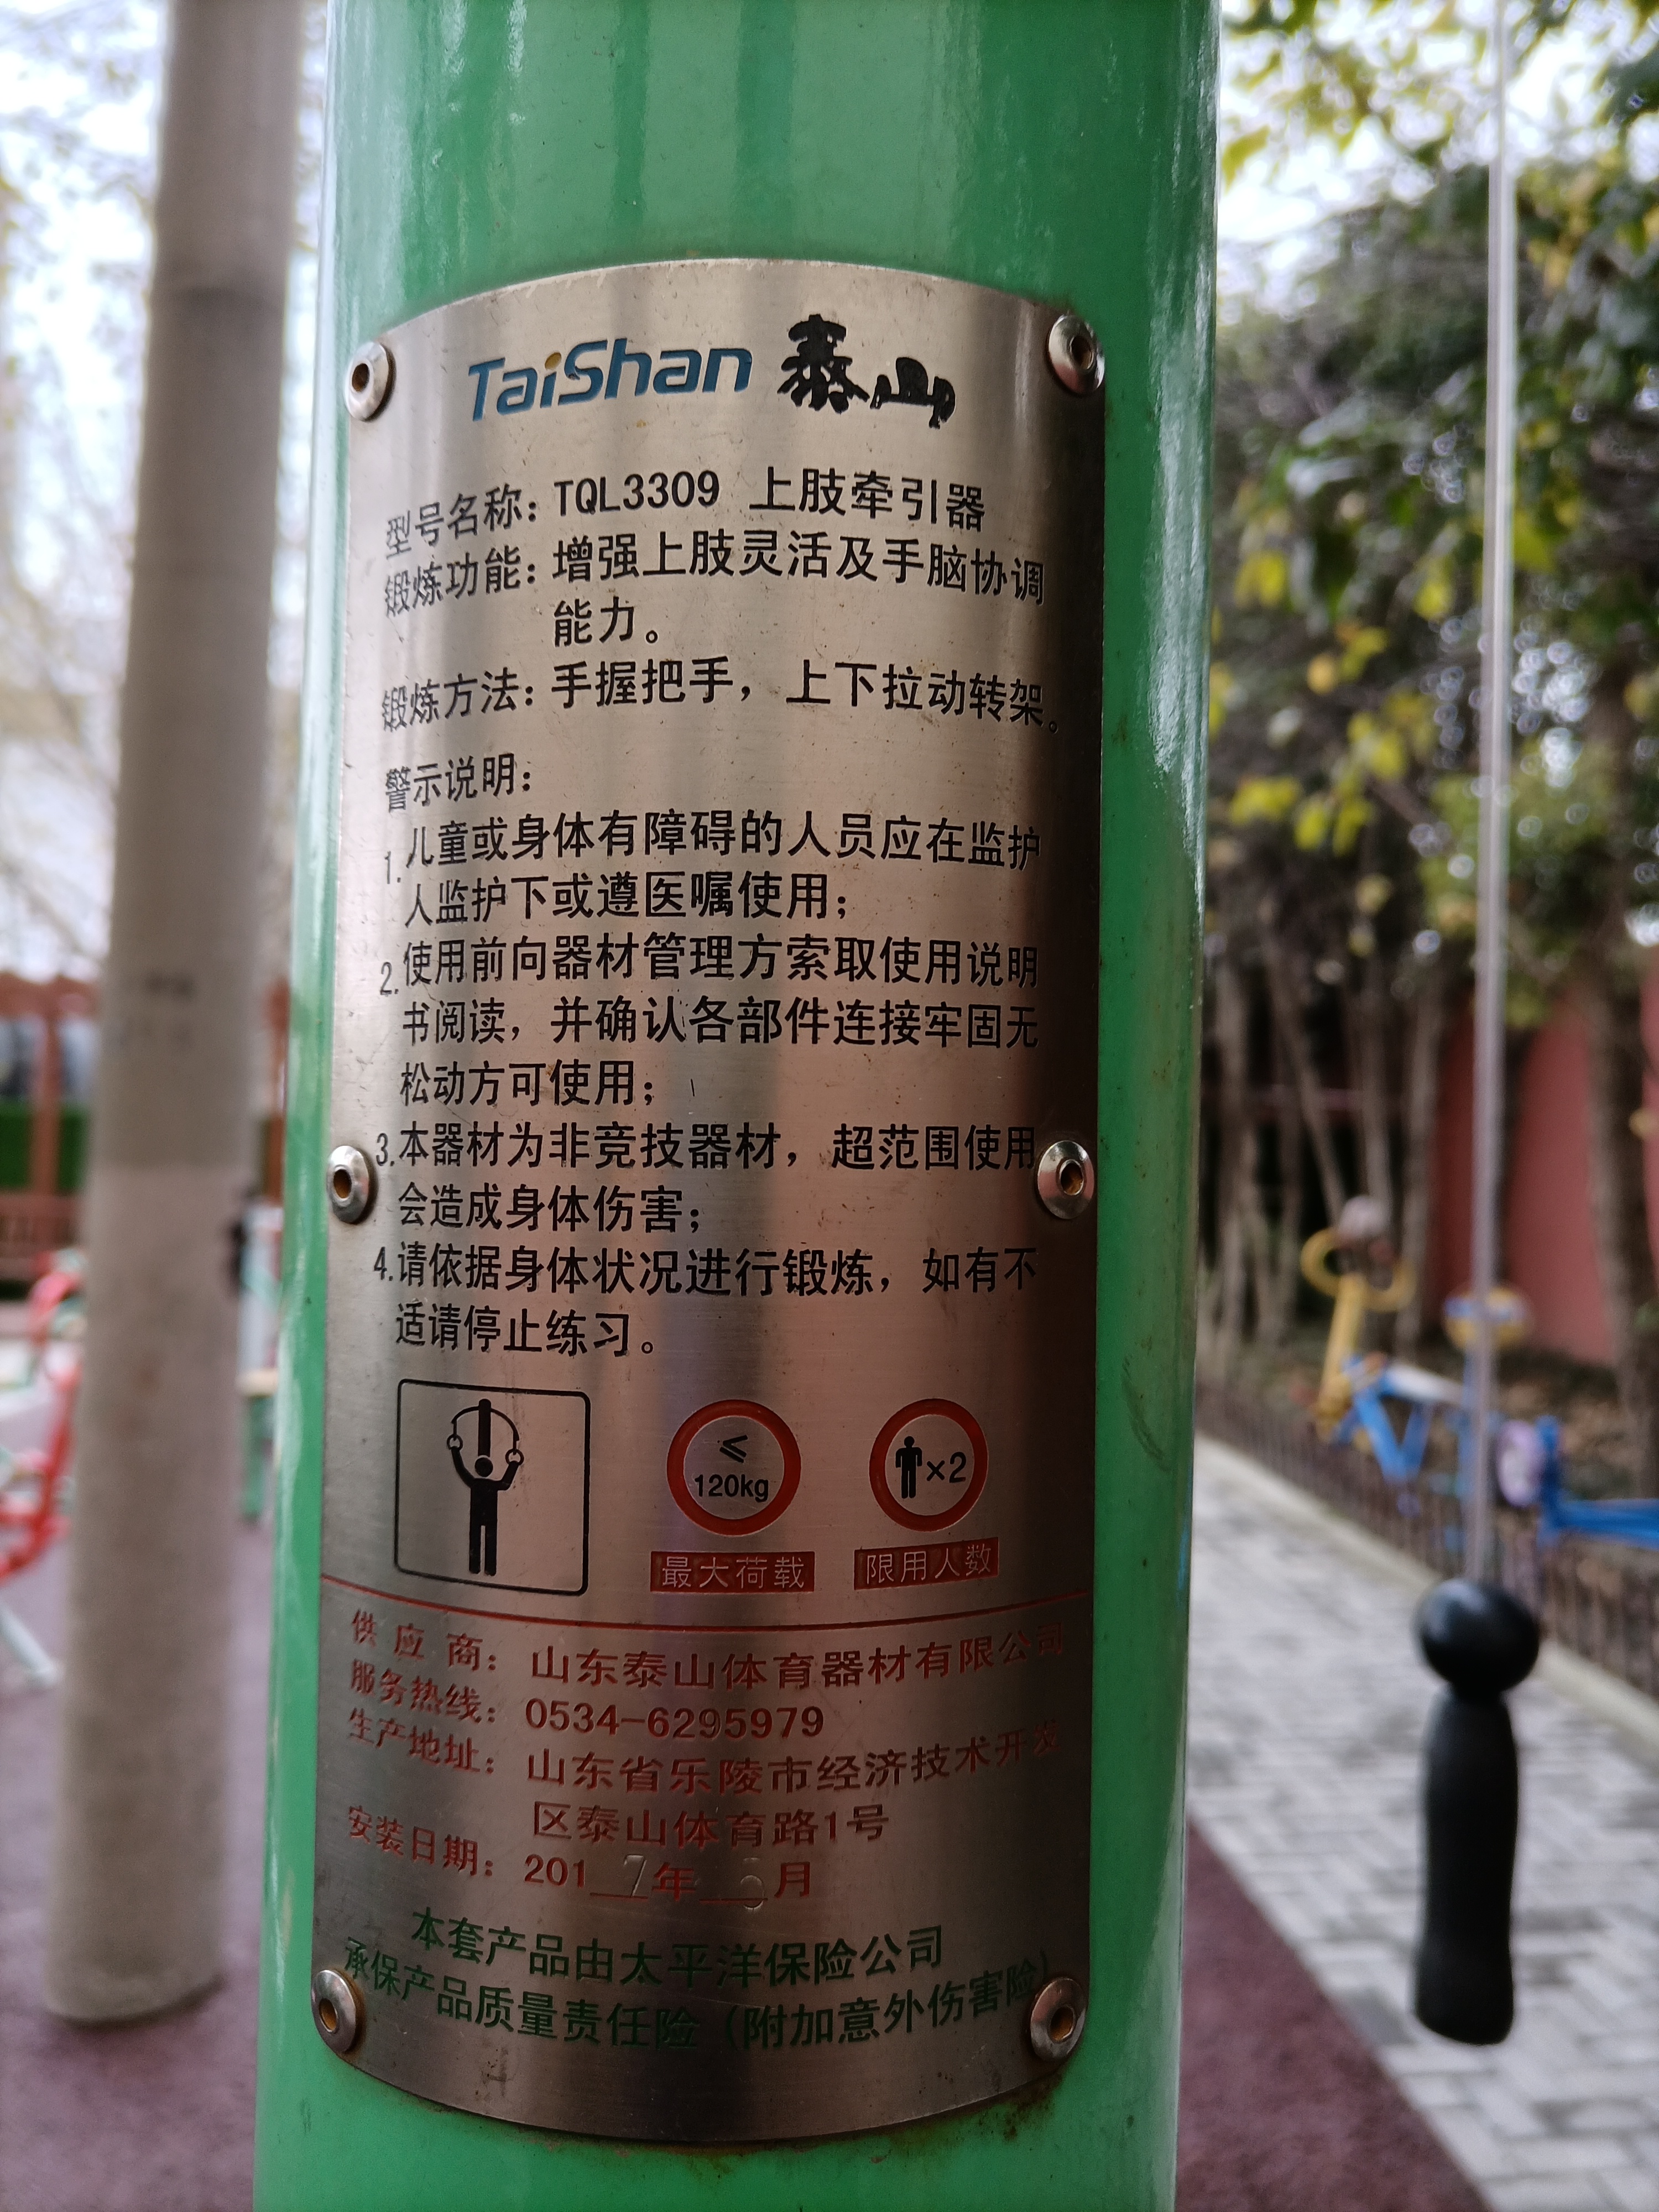 TaiShan 泰山
型号名称：TQL3309 上肢牵引器
锻炼功能：增强上肢灵活及手脑协调
能力。
锻炼方法：手握把手，上下拉动转架。
警示说明：
1.儿童或身体有障碍的人员应在监护
人监护下或遵医嘱使用；
2.使用前向器材管理方索取使用说明
书阅读，并确认各部件连接牢固无
松动方可使用；
3.本器材为非竞技器材，超范围使用
会造成身体伤害；
4.请依据身体状况进行锻炼，如有不
适请停止练习。
≤
120kg
×2
最大荷载
限用人数
供应商：山东泰山体育器材有限公司
服务热线：0534-6295979
生产地址：山东省乐陵市经济技术开发
区泰山体育路1号
安装日期：2017年5月
本套产品由太平洋保险公司
承保产品质量责任险（附加意外伤害险）